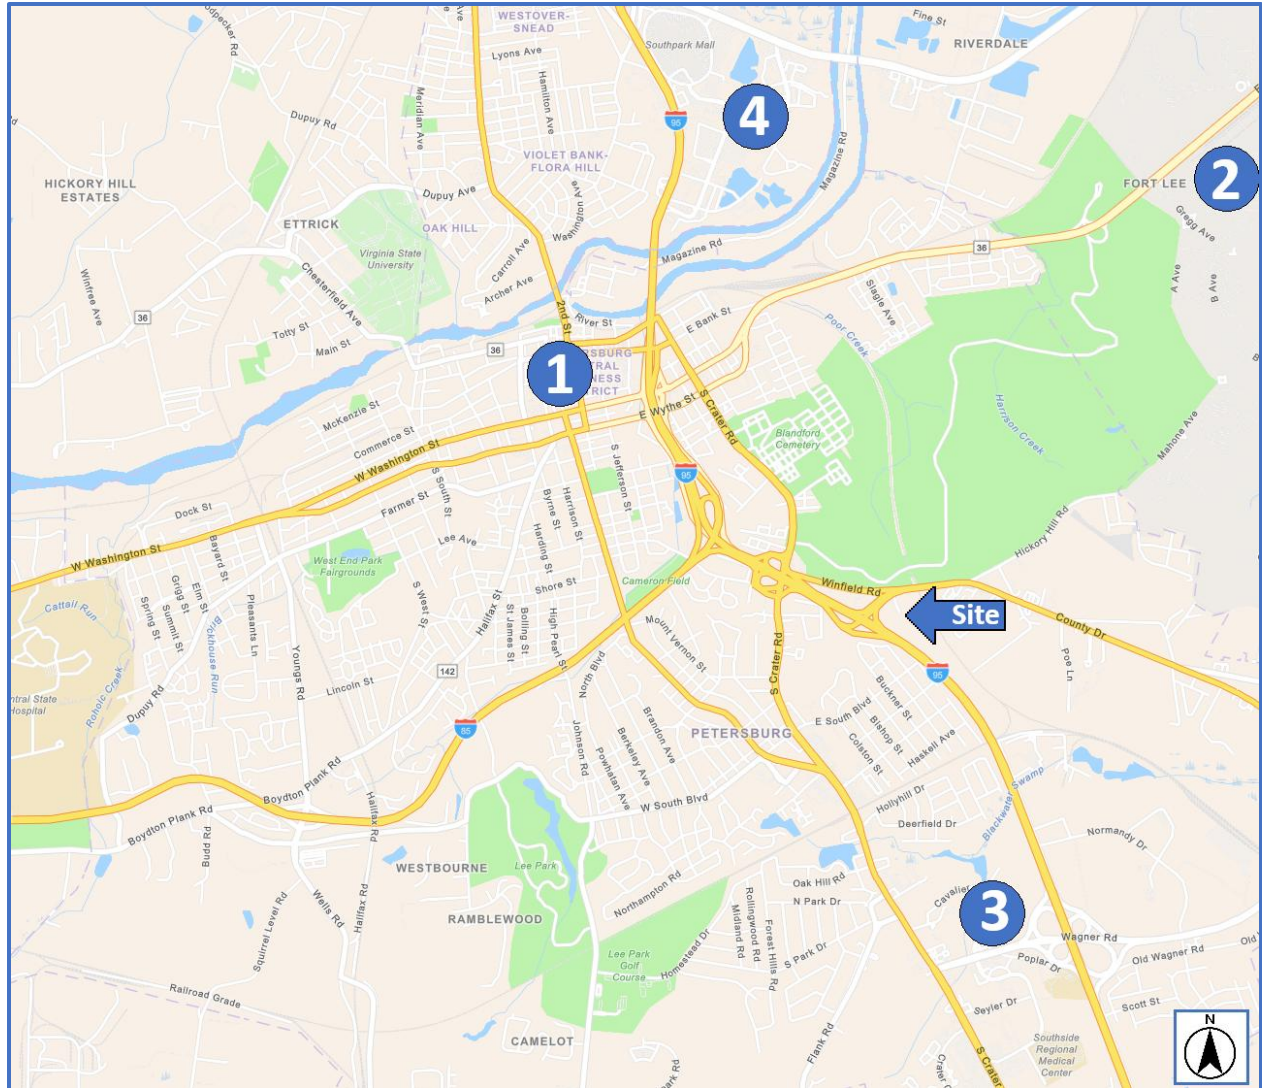 WESTOVER-
SNEAD
Fine St
RIVERDALE
Southpark Mall
Lyons Ave
Hamilton Ave
Meridian Ave
Dupuy Rd
95
4
Magazine Rd
VIOLET BANK-
FLORA HILL
HICKORY HILL
ESTATES
Dupuy Ave
Washington Ave
FORT LEE
2
Gregg Ave
ETTRICK
OAK HILL
Virginia State
University
Carroll Ave
Archer Ave
Magazine Rd
36
A Ave
B Ave
Winfree Ave
Chesterfield Ave
36
Totty St
Main St
36
2nd St
River St
E Bank St
Slagle Ave
Poor Creek
1
McKenzie St
Commerce St
W Washington St
E Wythe St
S Crater Rd
Blandford
Cemetery
Harrison Creek
Mahone Ave
95
S Jefferson St
Harrison St
Byrne St
Harding St
S South St
Farmer St
Lee Ave
Dock St
Bayard St
W Washington St
West End Park
Fairgrounds
Hickory Hill Rd
Cameron Field
Winfield Rd
Shore St
Cattail Run
Spring St
Summit St
Grigg St
Elm St
Brickhouse Run
Pleasants Ln
S West St
Halifax St
St James St
Bolling St
High Pearl St
Mount Vernon St
Site
County Dr
Poe Ln
S Crater Rd
142
North Blvd
Youngs Rd
Lincoln St
95
Rohoic Creek
Dupuy Rd
ntral State
Hospital
85
Johnson Rd
Powhatan Ave
Berkeley Ave
Brandon Ave
PETERSBURG
E South Blvd
Buckner St
Bishop St
Colston St
Haskell Ave
Boydton Plank Rd
Boydton Plank Rd
Halifax Rd
W South Blvd
Hollyhill Dr
Deerfield Dr
Blackwater Swamp
Normandy Dr
Budd Rd
WESTBOURNE
Lee Park
Oak Hill Rd
N Park Dr
Cavalier
3
Northampton Rd
RAMBLEWOOD
Wells Rd
Halifax Rd
Squirrel Level Rd
Rollingwood Rd
Midland Rd
Forest Hills Rd
S Park Dr
Wagner Rd
Old Wagner Rd
Poplar Dr
Lee Park
Golf
Course
Homestead Dr
Railroad Grade
Seyler Dr
Scott St
CAMELOT
Flank Rd
S Crater
Southside
Regional
Medical
Center
N